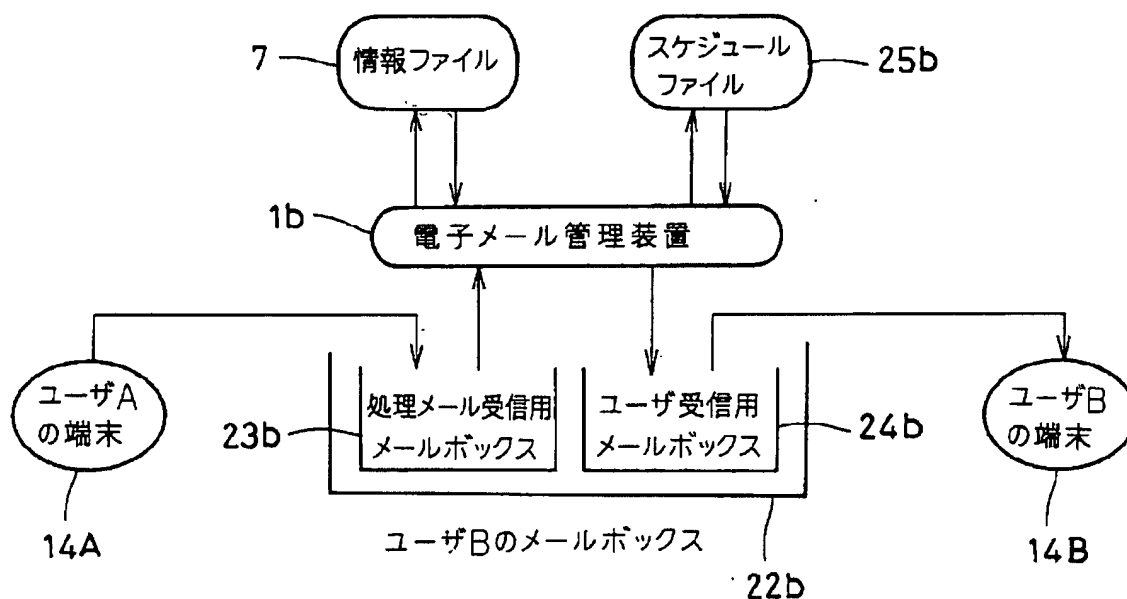 7
情報ファイル
スケジュール
ファイル
25b
1b
電子メール管理装置
ユーザA
の端末
14A
処理メール受信用
メールボックス
23b
ユーザ受信用
メールボックス
24b
ユーザB
の端末
14B
ユーザBのメールボックス
22b